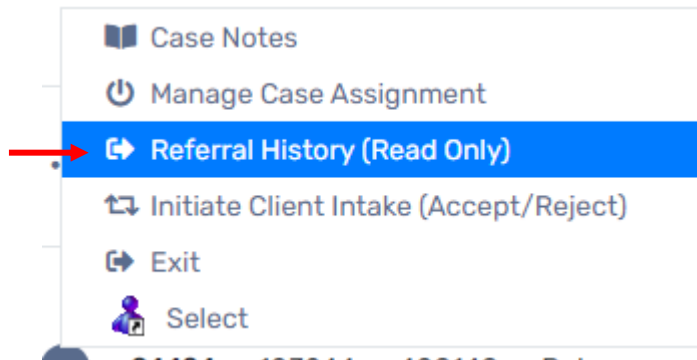 Case Notes
Manage Case Assignment
Referral History (Read Only)
Initiate Client Intake (Accept/Reject)
Exit
Select